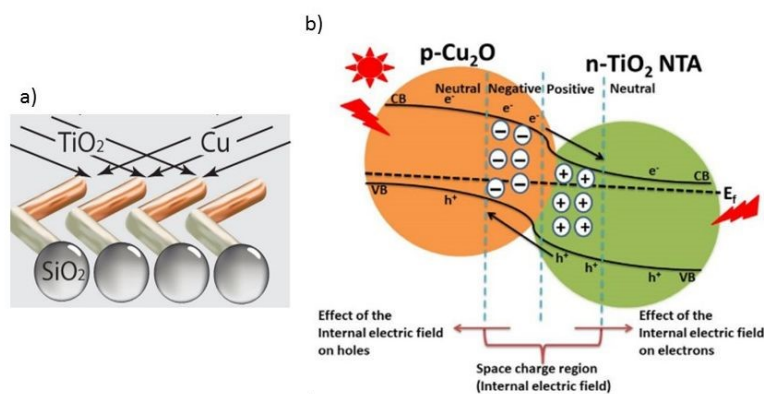 a)
TiO₂
Cu
SiO₂
b)
p-Cu₂O
n-TiO₂ NTA
Neutral
Negative
Positive
Neutral
CB
e⁻
e⁻
e⁻
e⁻
CB
E_f
VB
h⁺
h⁺
h⁺
h⁺
VB
Effect of the
Internal electric field
on holes
Effect of the
Internal electric field
on electrons
Space charge region
(Internal electric field)